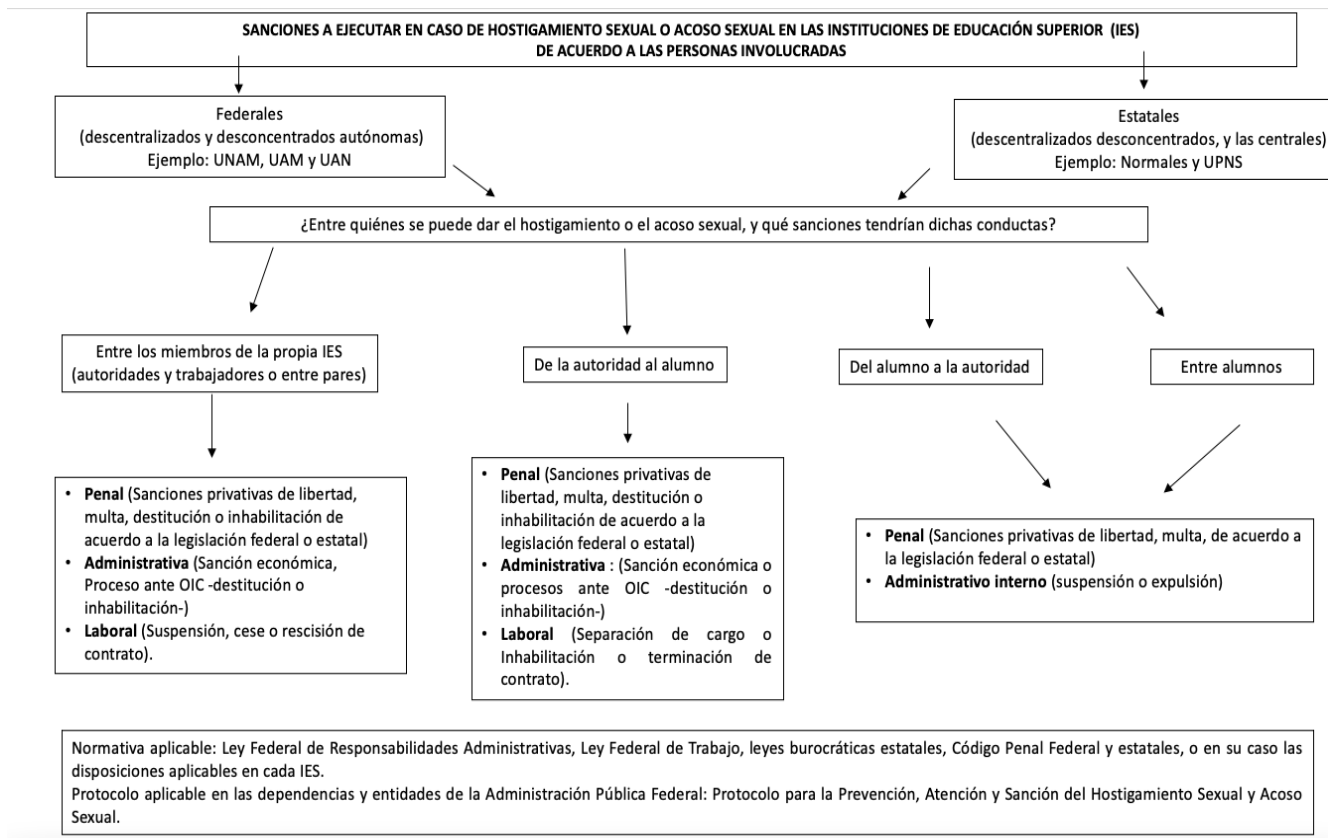 SANCIONES A EJECUTAR EN CASO DE HOSTIGAMIENTO SEXUAL O ACOSO SEXUAL EN LAS INSTITUCIONES DE EDUCACIÓN SUPERIOR (IES)
DE ACUERDO A LAS PERSONAS INVOLUCRADAS
Federales
(descentralizados y desconcentrados autónomas)
Ejemplo: UNAM, UAM y UAN
Estatales
(descentralizados desconcentrados, y las centrales)
Ejemplo: Normales y UPNS
¿Entre quiénes se puede dar el hostigamiento o el acoso sexual, y qué sanciones tendrían dichas conductas?
Entre los miembros de la propia IES
(autoridades y trabajadores o entre pares)
De la autoridad al alumno
Del alumno a la autoridad
Entre alumnos
• Penal (Sanciones privativas de libertad,
multa, destitución o inhabilitación de
acuerdo a la legislación federal o estatal)
• Administrativa (Sanción económica,
Proceso ante OIC -destitución o
inhabilitación-)
• Laboral (Suspensión, cese o rescisión de
contrato).
• Penal (Sanciones privativas de
libertad, multa, destitución o
inhabilitación de acuerdo a la
legislación federal o estatal)
• Administrativa : (Sanción económica o
procesos ante OIC -destitución o
inhabilitación-)
• Laboral (Separación de cargo o
Inhabilitación o terminación de
contrato).
• Penal (Sanciones privativas de libertad, multa, de acuerdo a
la legislación federal o estatal)
• Administrativo interno (suspensión o expulsión)
Normativa aplicable: Ley Federal de Responsabilidades Administrativas, Ley Federal de Trabajo, leyes burocráticas estatales, Código Penal Federal y estatales, o en su caso las
disposiciones aplicables en cada IES.
Protocolo aplicable en las dependencias y entidades de la Administración Pública Federal: Protocolo para la Prevención, Atención y Sanción del Hostigamiento Sexual y Acoso
Sexual.